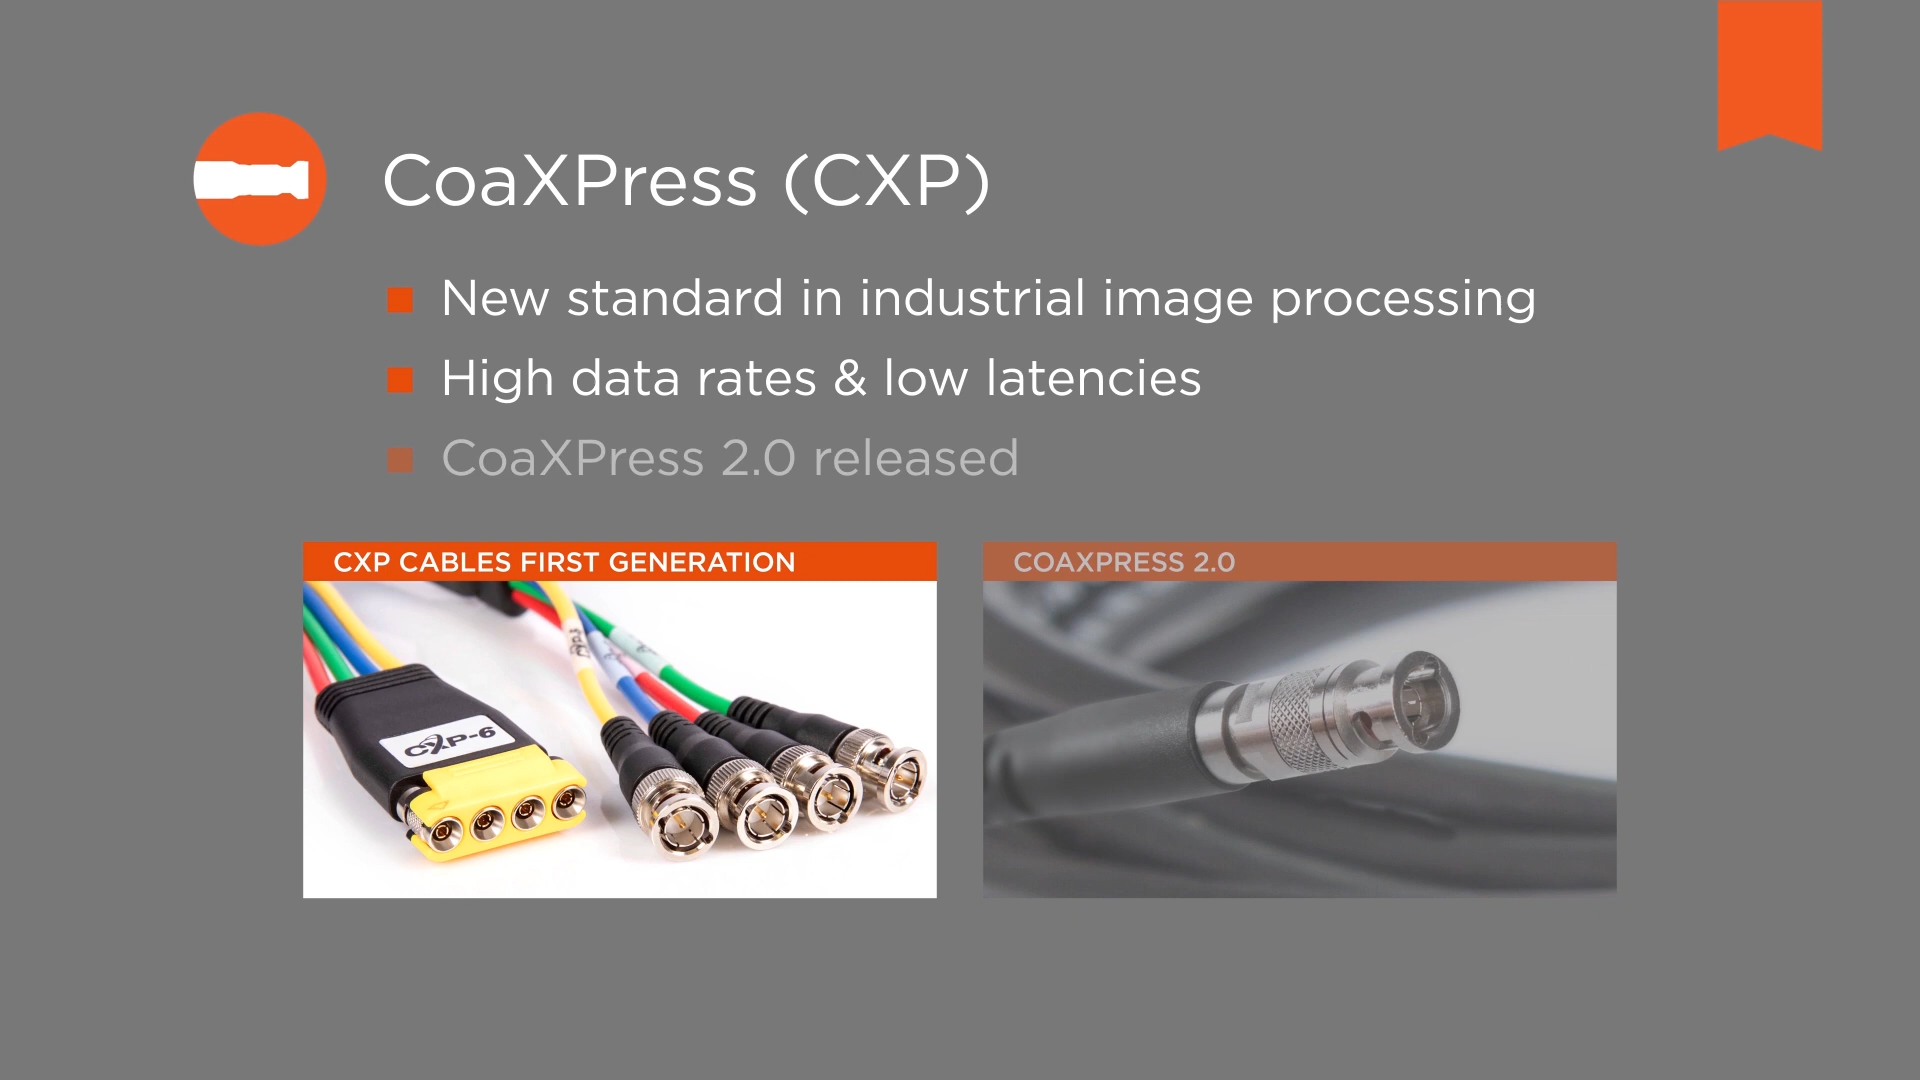 CoaXPress (CXP)
New standard in industrial image processing
High data rates & low latencies
CoaXPress 2.0 released
CXP CABLES FIRST GENERATION
COAXPRESS 2.0
CXP-6